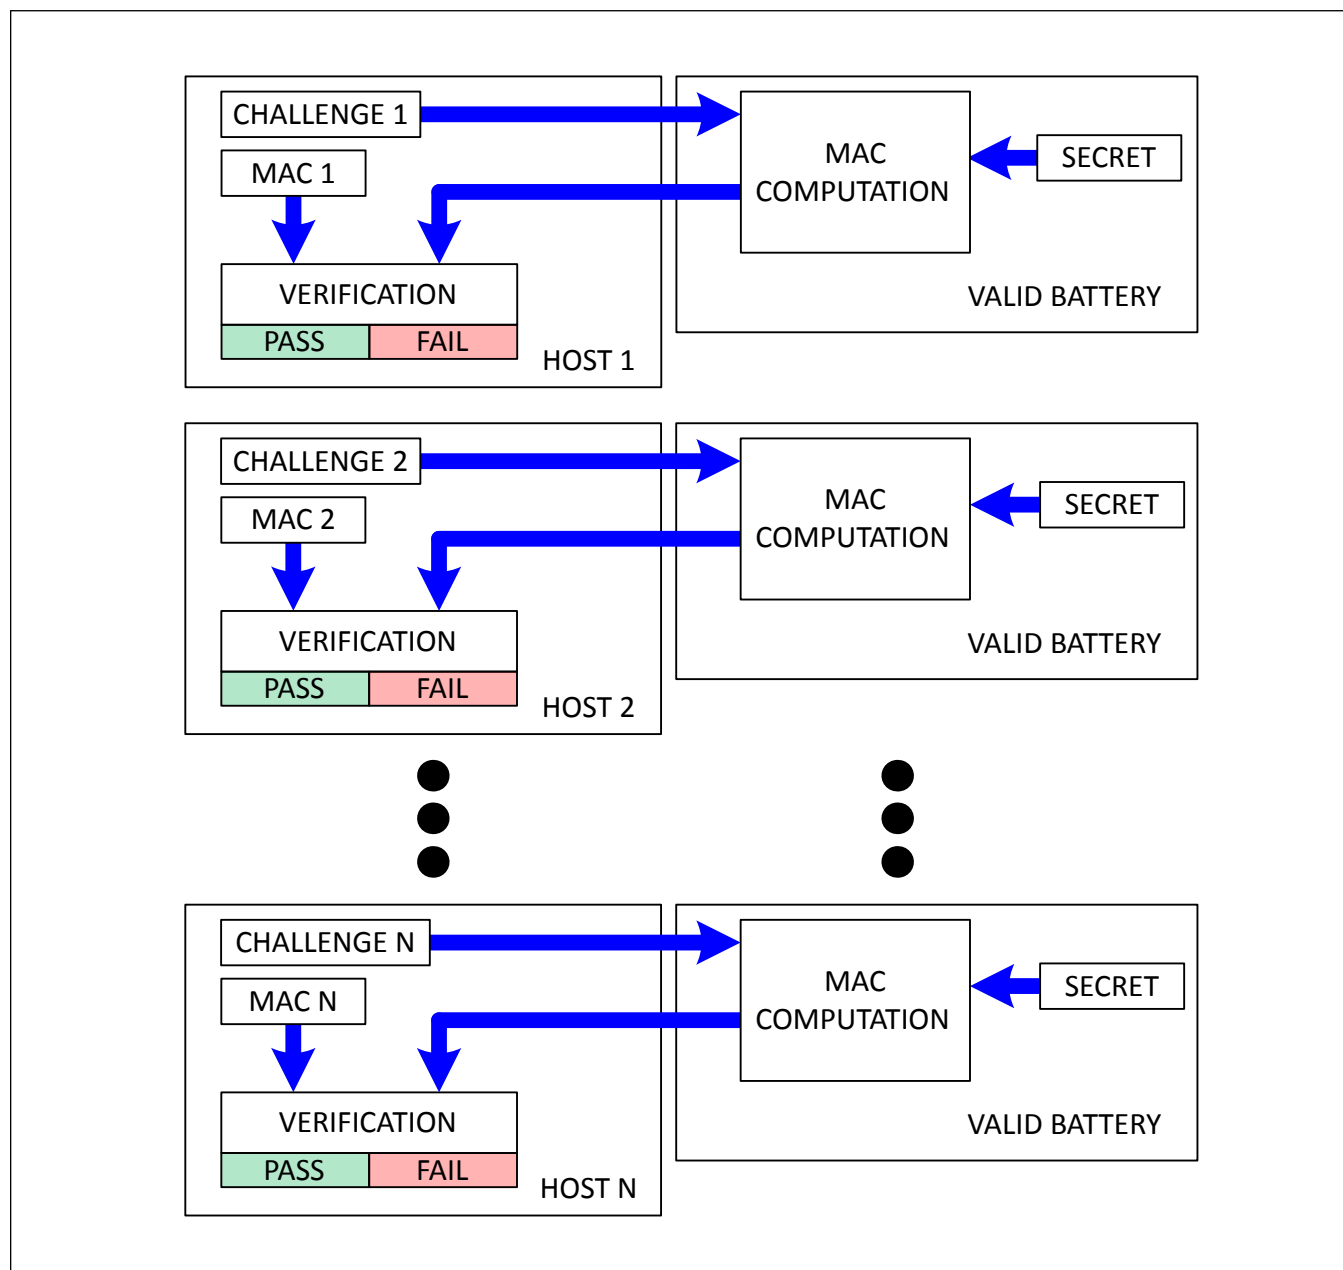 CHALLENGE 1
MAC 1
VERIFICATION
PASS FAIL
HOST 1
MAC
COMPUTATION
SECRET
VALID BATTERY
CHALLENGE 2
MAC 2
VERIFICATION
PASS FAIL
HOST 2
MAC
COMPUTATION
SECRET
VALID BATTERY
CHALLENGE N
MAC N
VERIFICATION
PASS FAIL
HOST N
MAC
COMPUTATION
SECRET
VALID BATTERY